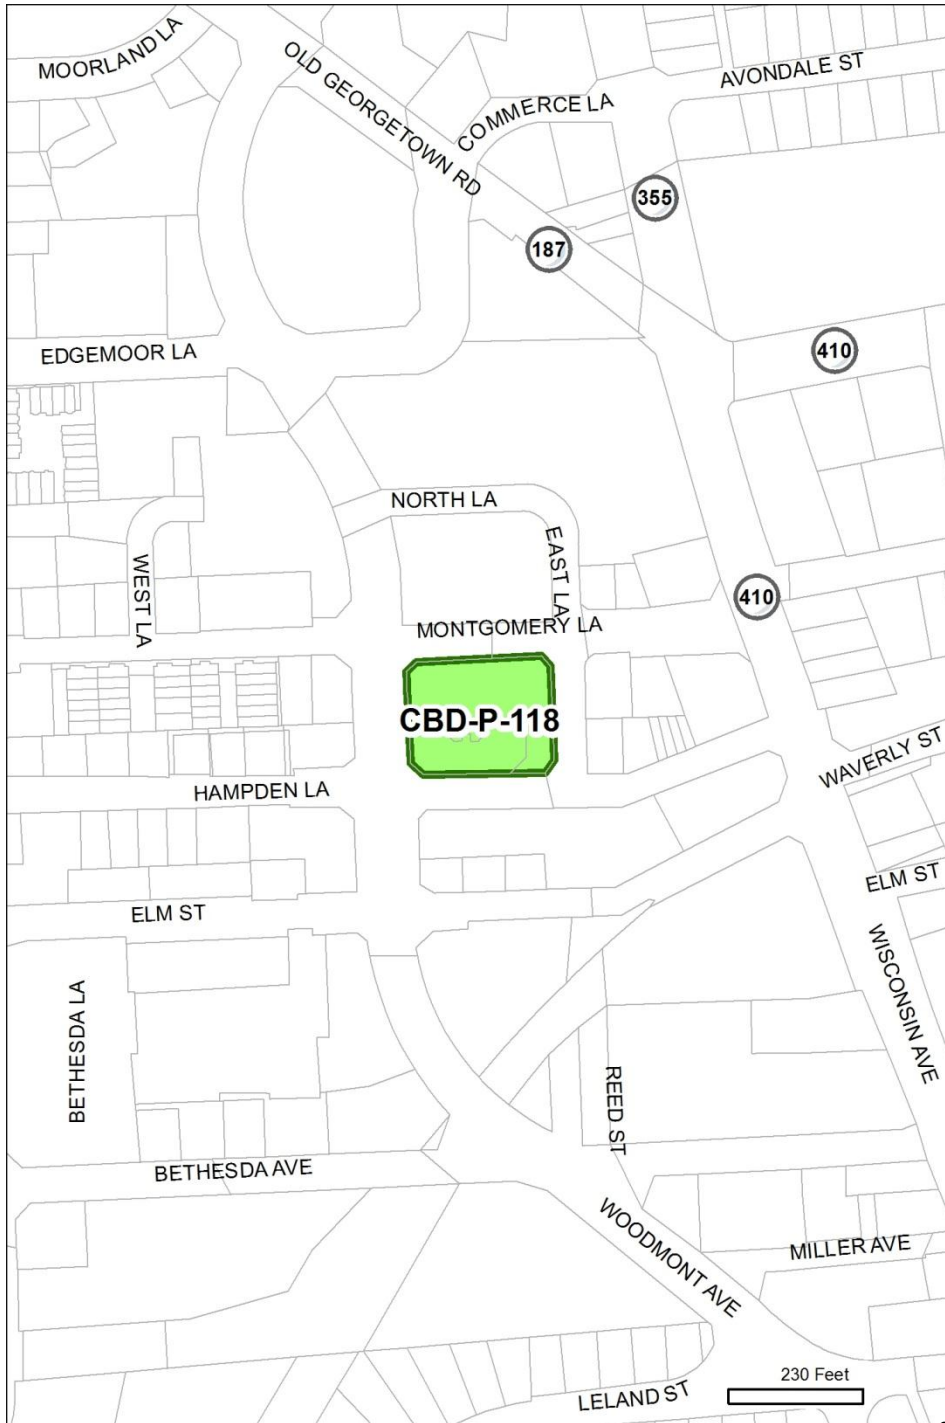 MOORLAND LA
OLD GEORGETOWN RD
AVONDALE ST
COMMERCE LA
355
187
410
EDGEMOOR LA
NORTH LA
EAST LA
WEST LA
410
MONTGOMERY LA
CBD-P-118
WAVERLY ST
HAMPDEN LA
ELM ST
ELM ST
WISCONSIN AVE
BETHESDA LA
REED ST
BETHESDA AVE
WOODMONT AVE
MILLER AVE
230 Feet
LELAND ST